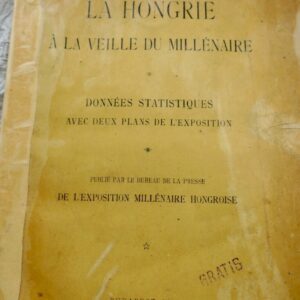 LA HONGRIE
À LA VEILLE DU MILLÉNAIRE
DONNÉES STATISTIQUES
AVEC DEUX PLANS DE L'EXPOSITION
PUBLIÉ PAR LE BUREAU DE LA PRESSE
DE L'EXPOSITION MILLÉNAIRE HONGROISE
GRATIS